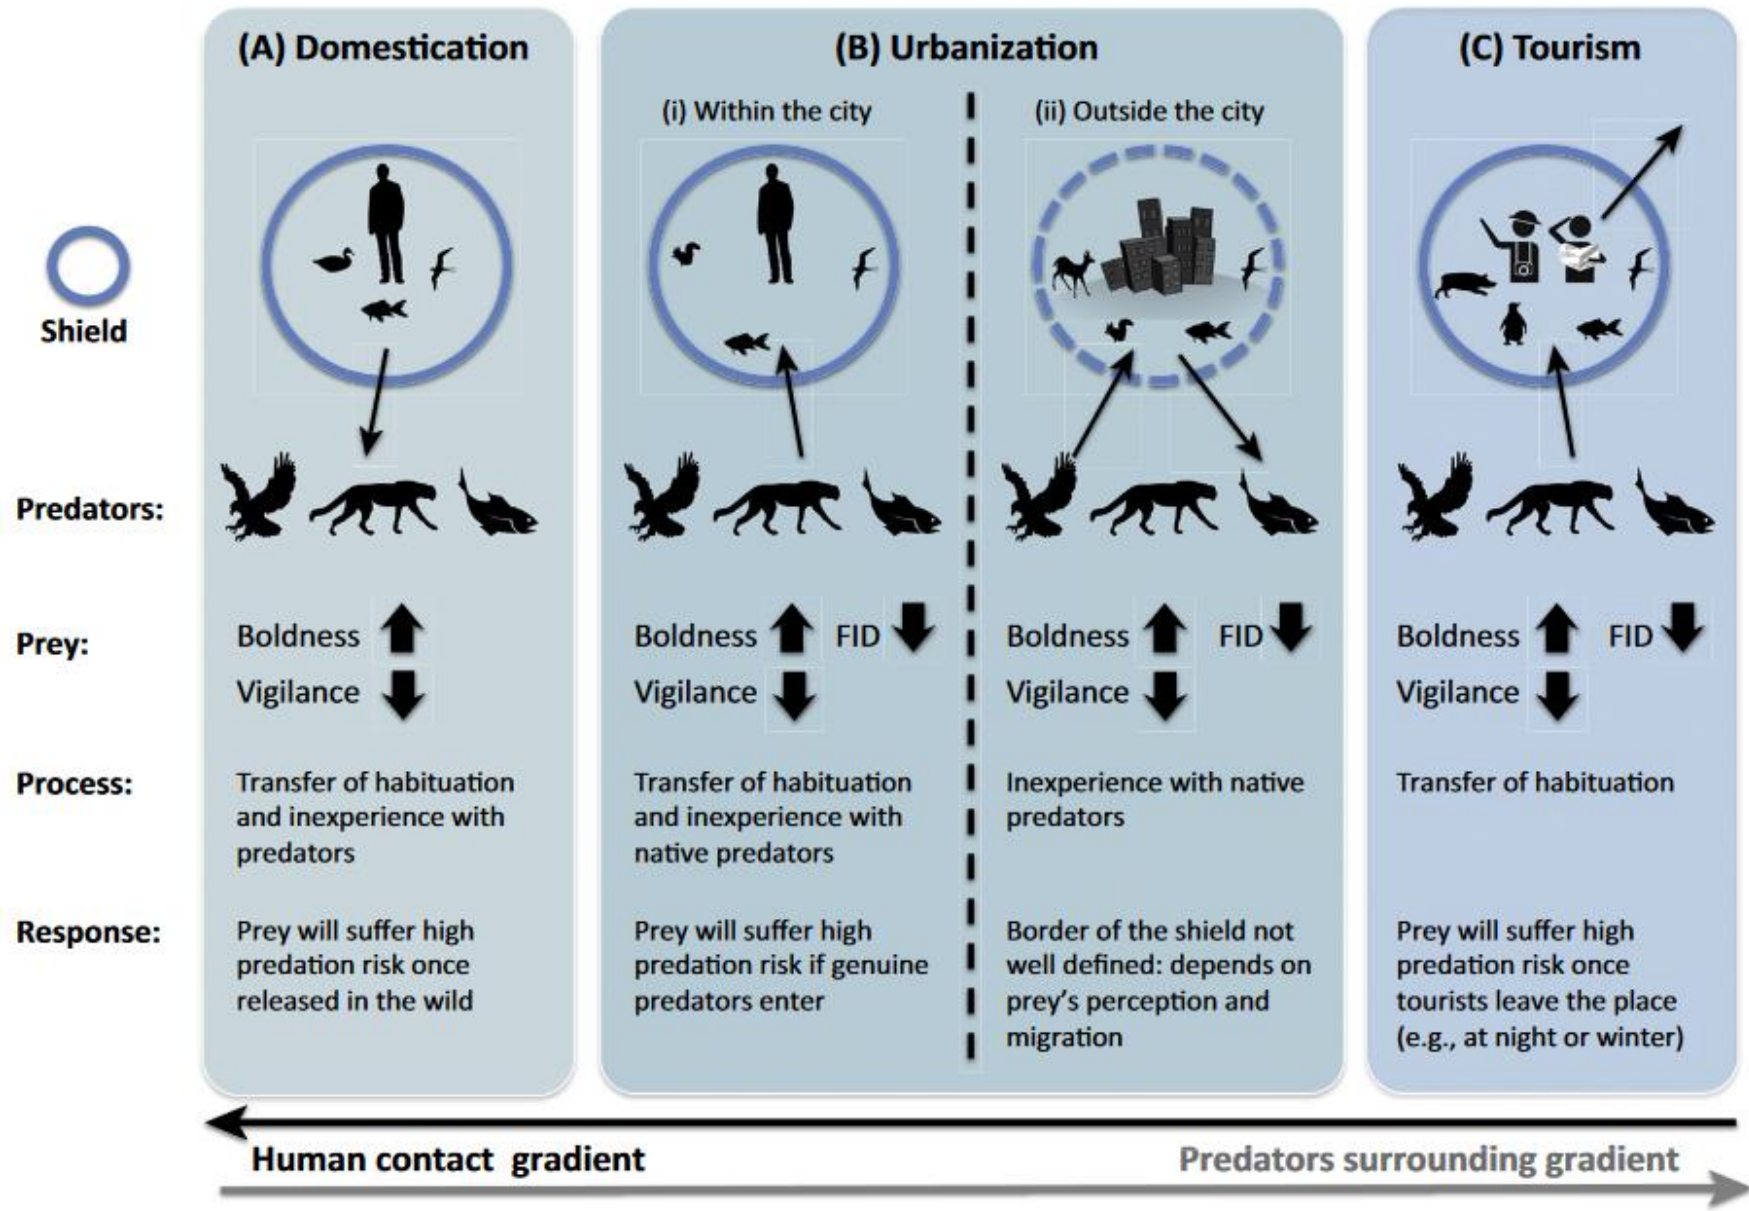 (A) Domestication
(B) Urbanization
(C) Tourism
(i) Within the city
(ii) Outside the city
Shield
Predators:
Prey:
Boldness
Vigilance
Boldness FID
Vigilance
Boldness FID
Vigilance
Boldness FID
Vigilance
Process:
Transfer of habituation
and inexperience with
predators
Transfer of habituation
and inexperience with
native predators
Inexperience with native
predators
Transfer of habituation
Response:
Prey will suffer high
predation risk once
released in the wild
Prey will suffer high
predation risk if genuine
predators enter
Border of the shield not
well defined: depends on
prey's perception and
migration
Prey will suffer high
predation risk once
tourists leave the place
(e.g., at night or winter)
Human contact gradient
Predators surrounding gradient